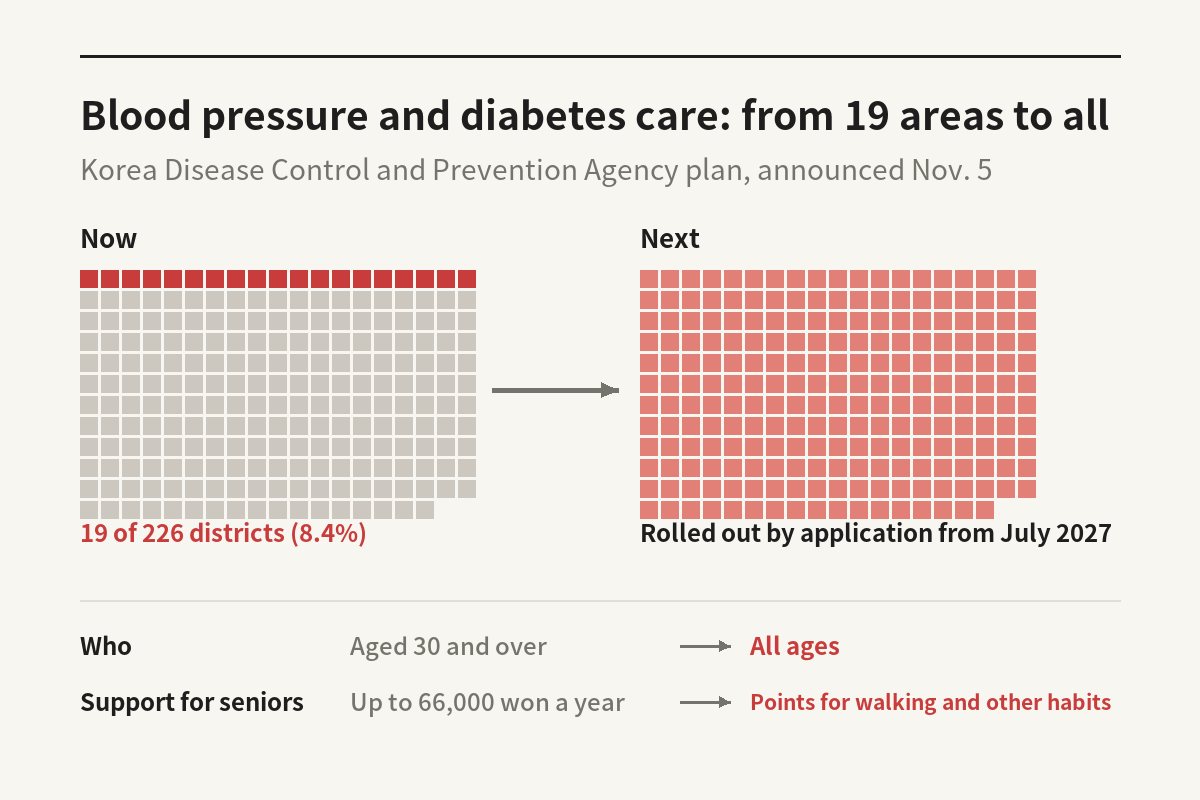 Blood pressure and diabetes care: from 19 areas to all
Korea Disease Control and Prevention Agency plan, announced Nov. 5
Now
Next
19 of 226 districts (8.4%)
Rolled out by application from July 2027
Who Aged 30 and over All ages
Support for seniors Up to 66,000 won a year Points for walking and other habits